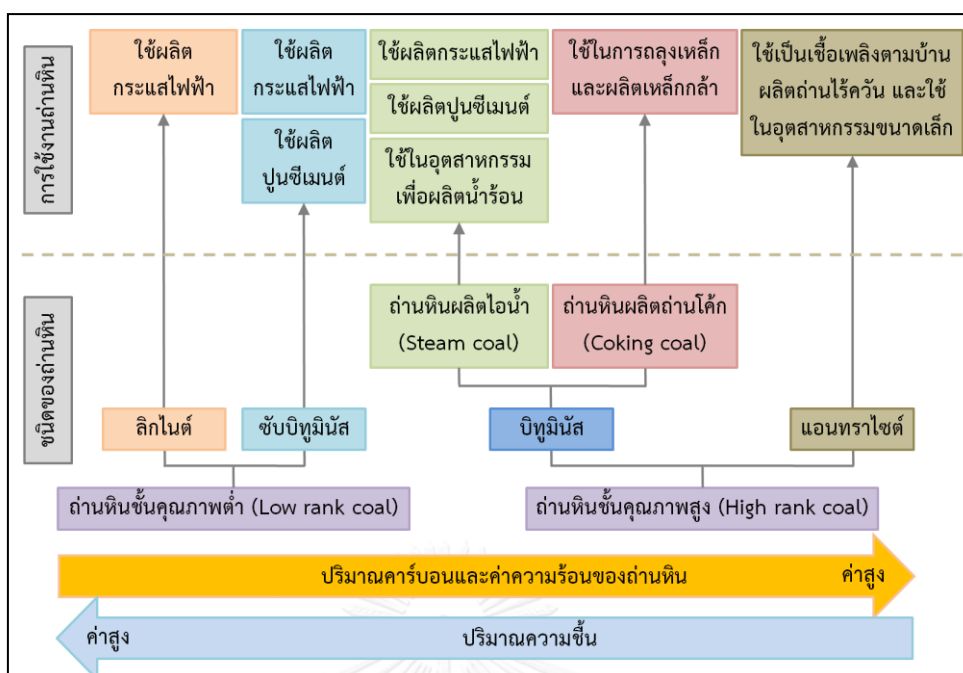 การใช้งานถ่านหิน
ใช้ผลิต
กระแสไฟฟ้า
ใช้ผลิต
กระแสไฟฟ้า
ใช้ผลิต
ปูนซีเมนต์
ใช้ผลิตกระแสไฟฟ้า
ใช้ผลิตปูนซีเมนต์
ใช้ในอุตสาหกรรม
เพื่อผลิตน้ำร้อน
ใช้ในการถลุงเหล็ก
และผลิตเหล็กกล้า
ใช้เป็นเชื้อเพลิงตามบ้าน
ผลิตถ่านไร้ควัน และใช้
ในอุตสาหกรรมขนาดเล็ก
ชนิดของถ่านหิน
ถ่านหินผลิตไอน้ำ
(Steam coal)
ถ่านหินผลิตถ่านโค้ก
(Coking coal)
ลิกไนต์
ซับบิทูมินัส
บิทูมินัส
แอนทราไซต์
ถ่านหินชั้นคุณภาพต่ำ (Low rank coal)
ถ่านหินชั้นคุณภาพสูง (High rank coal)
ปริมาณคาร์บอนและค่าความร้อนของถ่านหิน
ค่าสูง
ค่าสูง
ปริมาณความชื้น